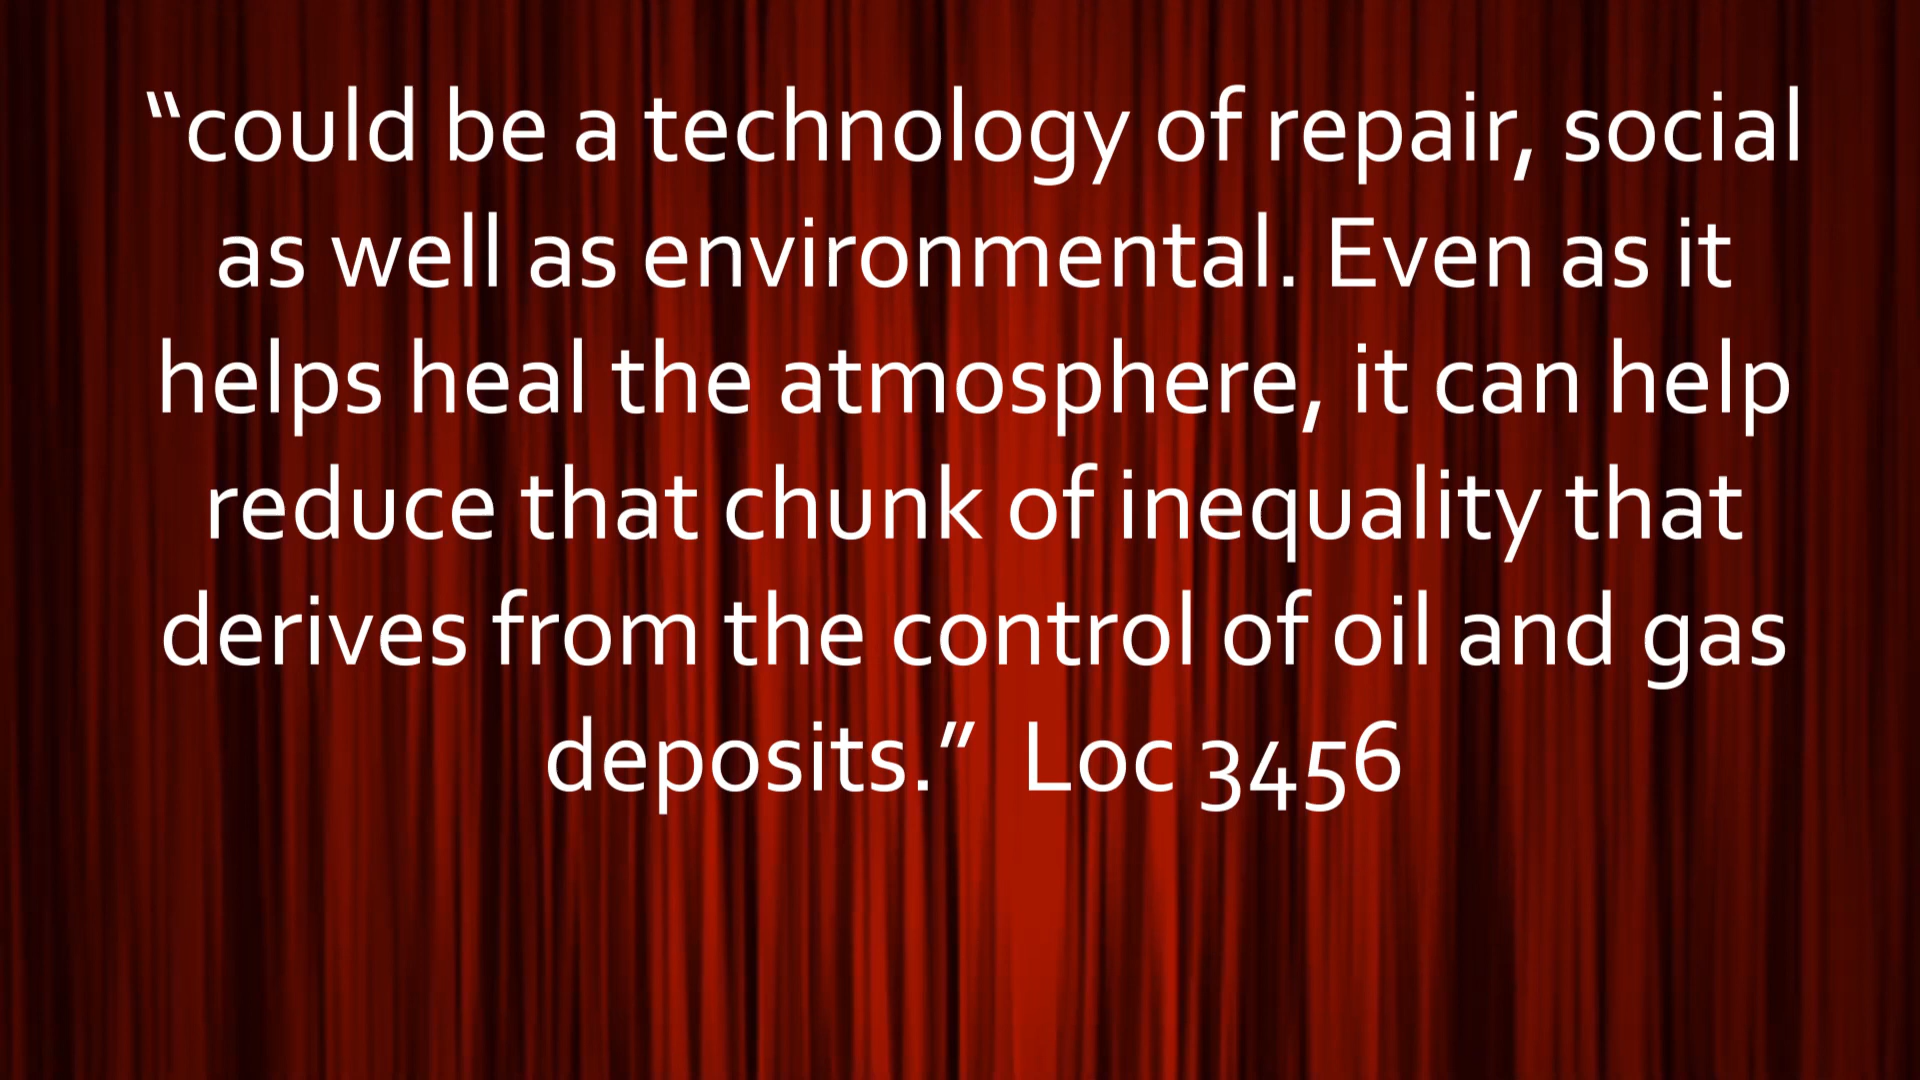 “could be a technology of repair, social
as well as environmental. Even as it
helps heal the atmosphere, it can help
reduce that chunk of inequality that
derives from the control of oil and gas
deposits.”  Loc 3456